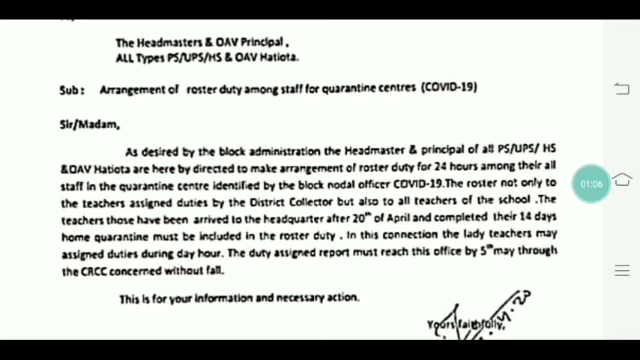 The Headmasters & OAV Principal,
ALL Types PS/UPS/HS & OAV Hatiota.
Sub: Arrangement of roster duty among staff for quarantine centres (COVID-19)
Sir/Madam,
As desired by the block administration the Headmaster & principal of all PS/UPS/ HS
& OAV Hatiota are here by directed to make arrangement of roster duty for 24 hours among their all
staff in the quarantine centre identified by the block nodal officer COVID-19.The roster not only to
the teachers assigned duties by the District Collector but also to all teachers of the school .The
teachers those have been arrived to the headquarter after 20th of April and completed their 14 days
home quarantine must be included in the roster duty. In this connection the lady teachers may
assigned duties during day hour. The duty assigned report must reach this office by 5th may through
the CRCC concerned without fall.
This is for your information and necessary action.
Yours faithfully,
01:06